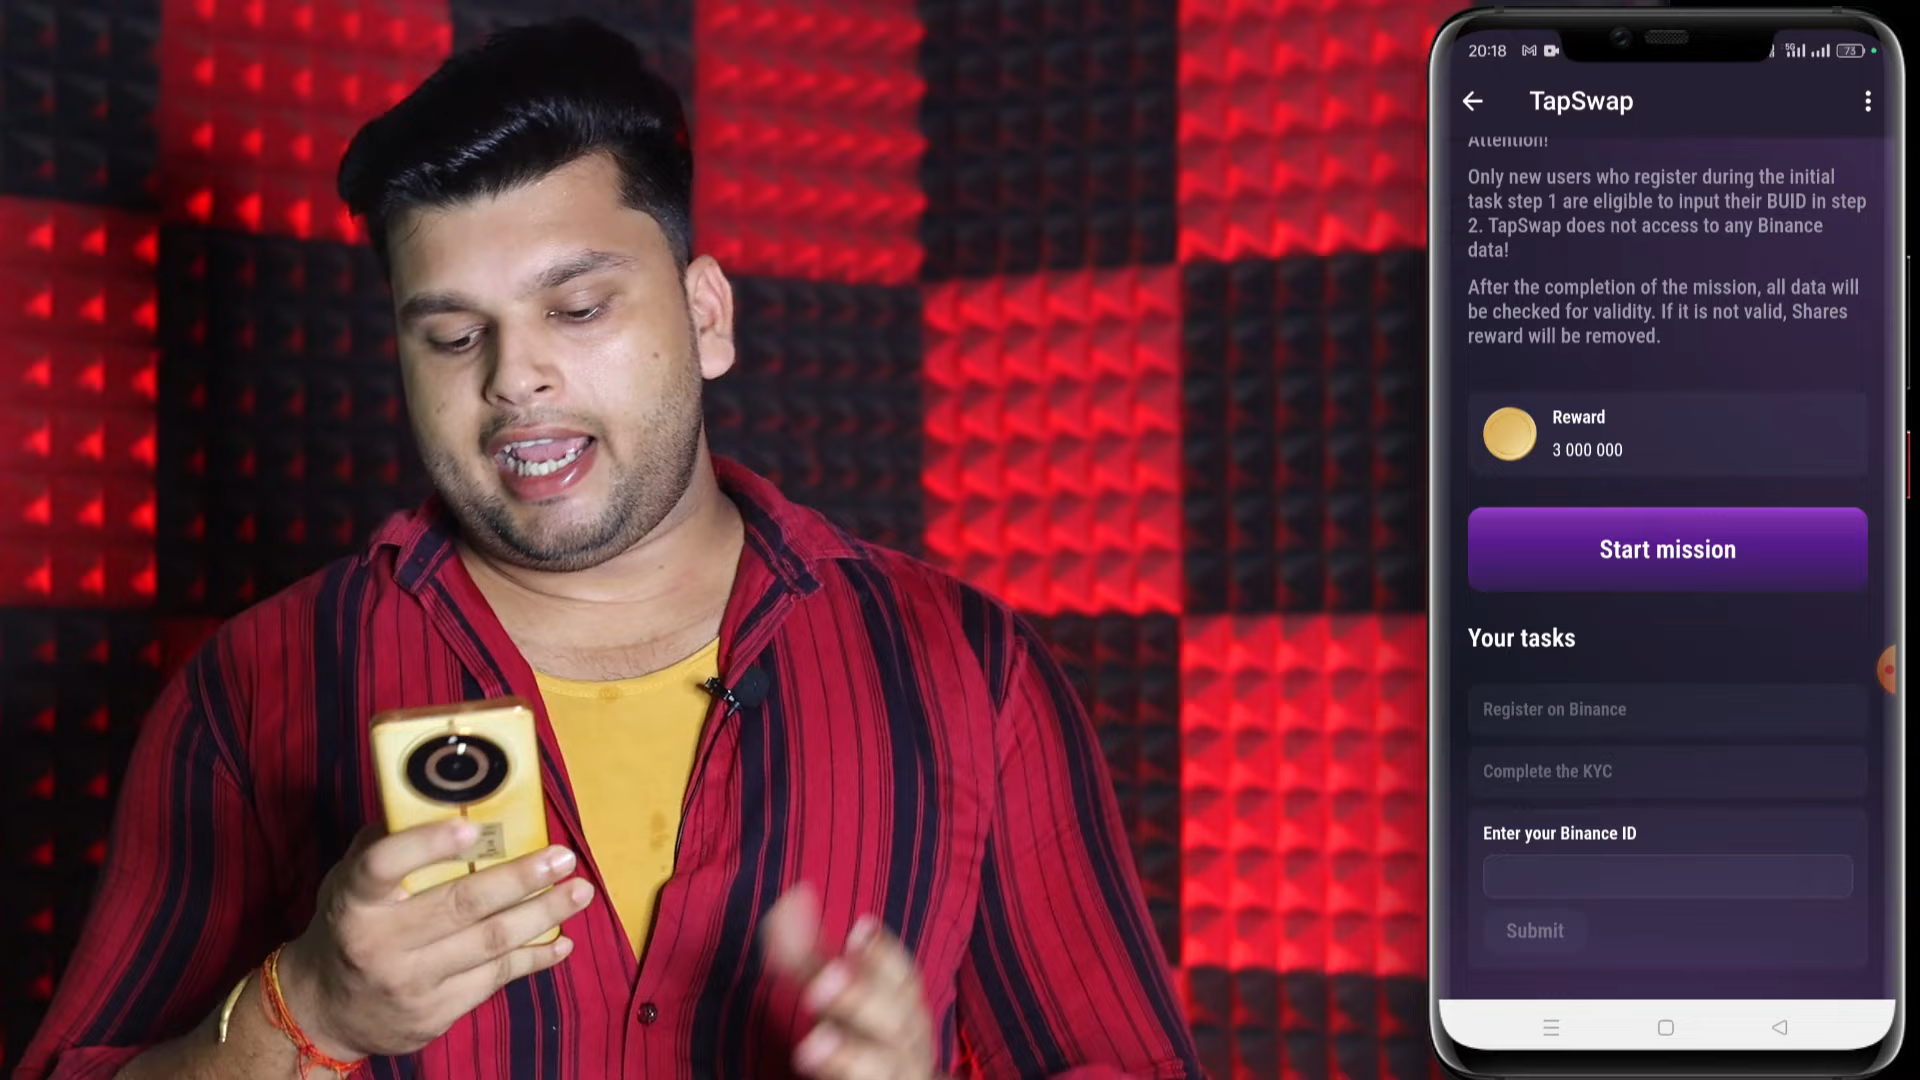 20:18
5G
73
TapSwap
Attention!
Only new users who register during the initial
task step 1 are eligible to input their BUID in step
2. TapSwap does not access to any Binance
data!
After the completion of the mission, all data will
be checked for validity. If it is not valid, Shares
reward will be removed.
Reward
3 000 000
Start mission
Your tasks
Register on Binance
Complete the KYC
Enter your Binance ID
Submit